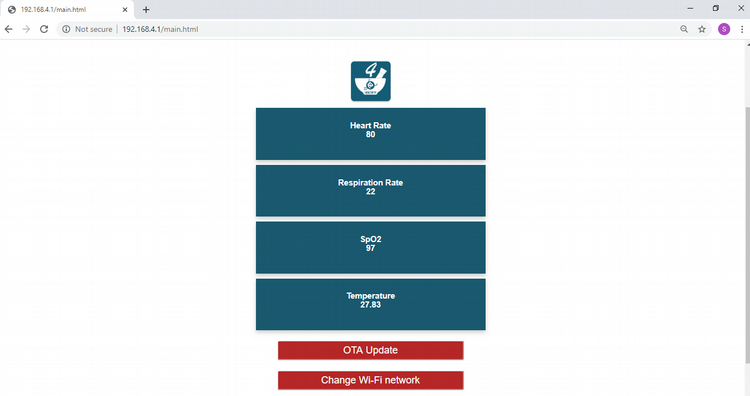 192.168.4.1/main.html
Not secure
192.168.4.1/main.html
S
4
Heart Rate
80
Respiration Rate
22
SpO2
97
Temperature
27.83
OTA Update
Change Wi-Fi network